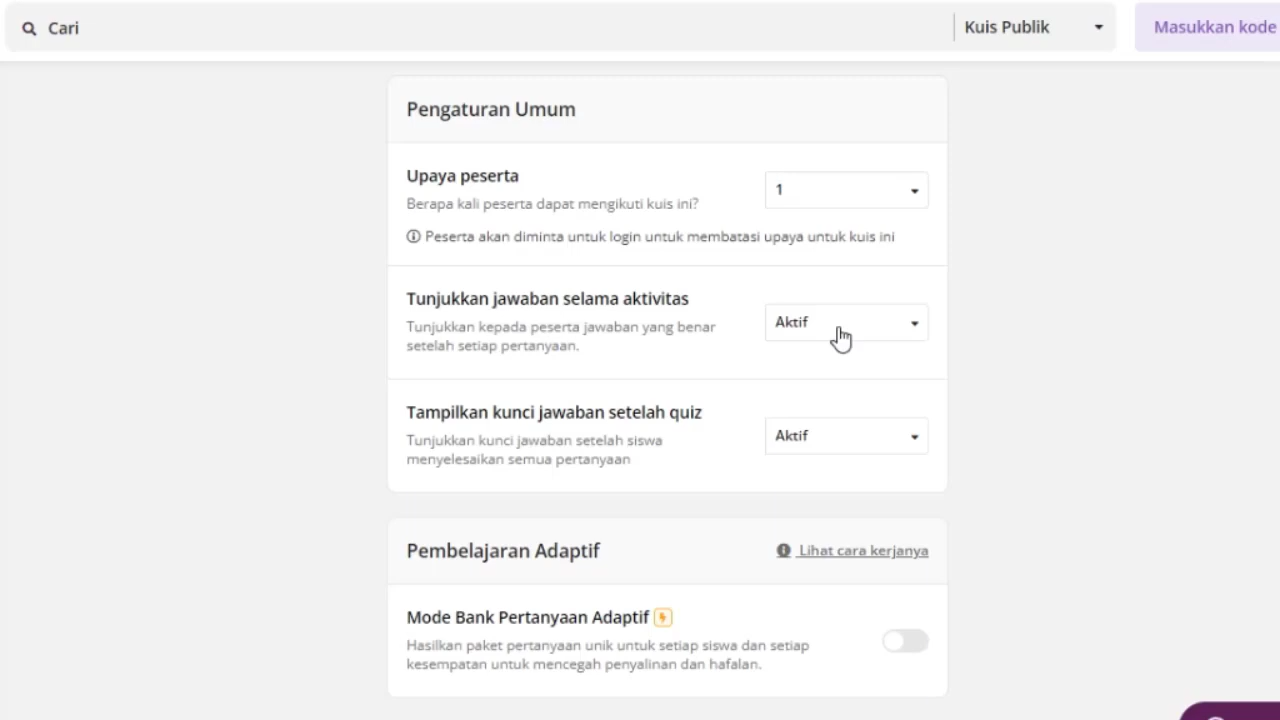 Cari
Kuis Publik
Masukkan kode
Pengaturan Umum
Upaya peserta
1
Berapa kali peserta dapat mengikuti kuis ini?
Peserta akan diminta untuk login untuk membatasi upaya untuk kuis ini
Tunjukkan jawaban selama aktivitas
Aktif
Tunjukkan kepada peserta jawaban yang benar
setelah setiap pertanyaan.
Tampilkan kunci jawaban setelah quiz
Aktif
Tunjukkan kunci jawaban setelah siswa
menyelesaikan semua pertanyaan
Pembelajaran Adaptif
Lihat cara kerjanya
Mode Bank Pertanyaan Adaptif
Hasilkan paket pertanyaan unik untuk setiap siswa dan setiap
kesempatan untuk mencegah penyalinan dan hafalan.